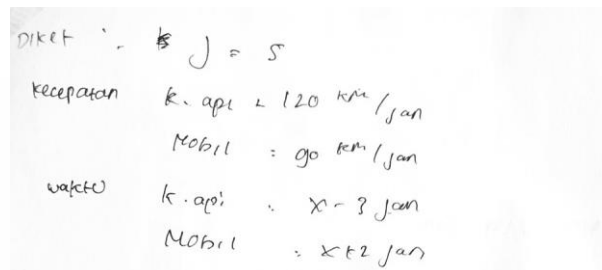 Diket : J = S
kecepatan k. api = 120 km/jam
Mobil : 90 km/jam
waktu k. api : x - 3 jam
Mobil : x + 2 jam